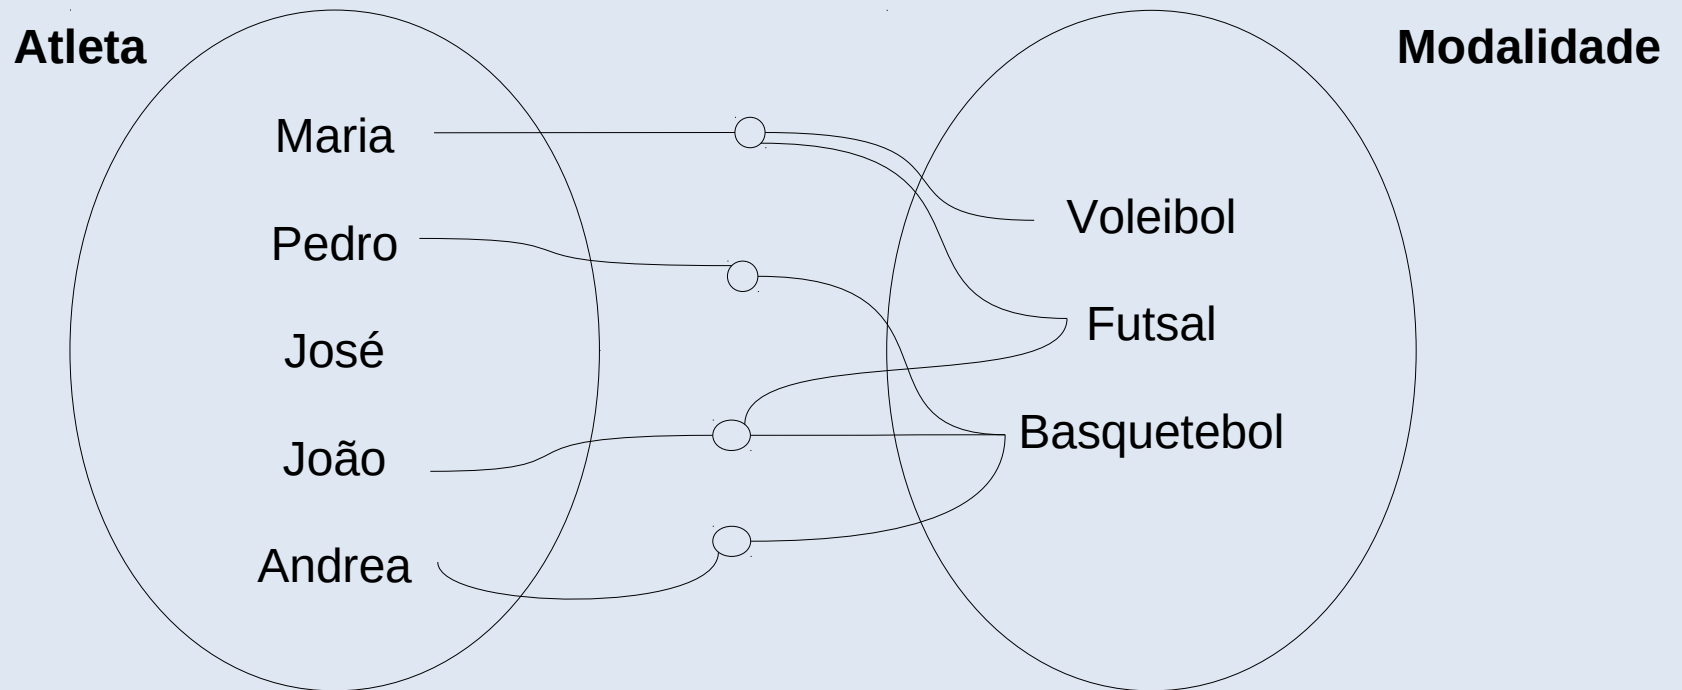 Atleta
Modalidade
Maria
Pedro
José
João
Andrea
Voleibol
Futsal
Basquetebol